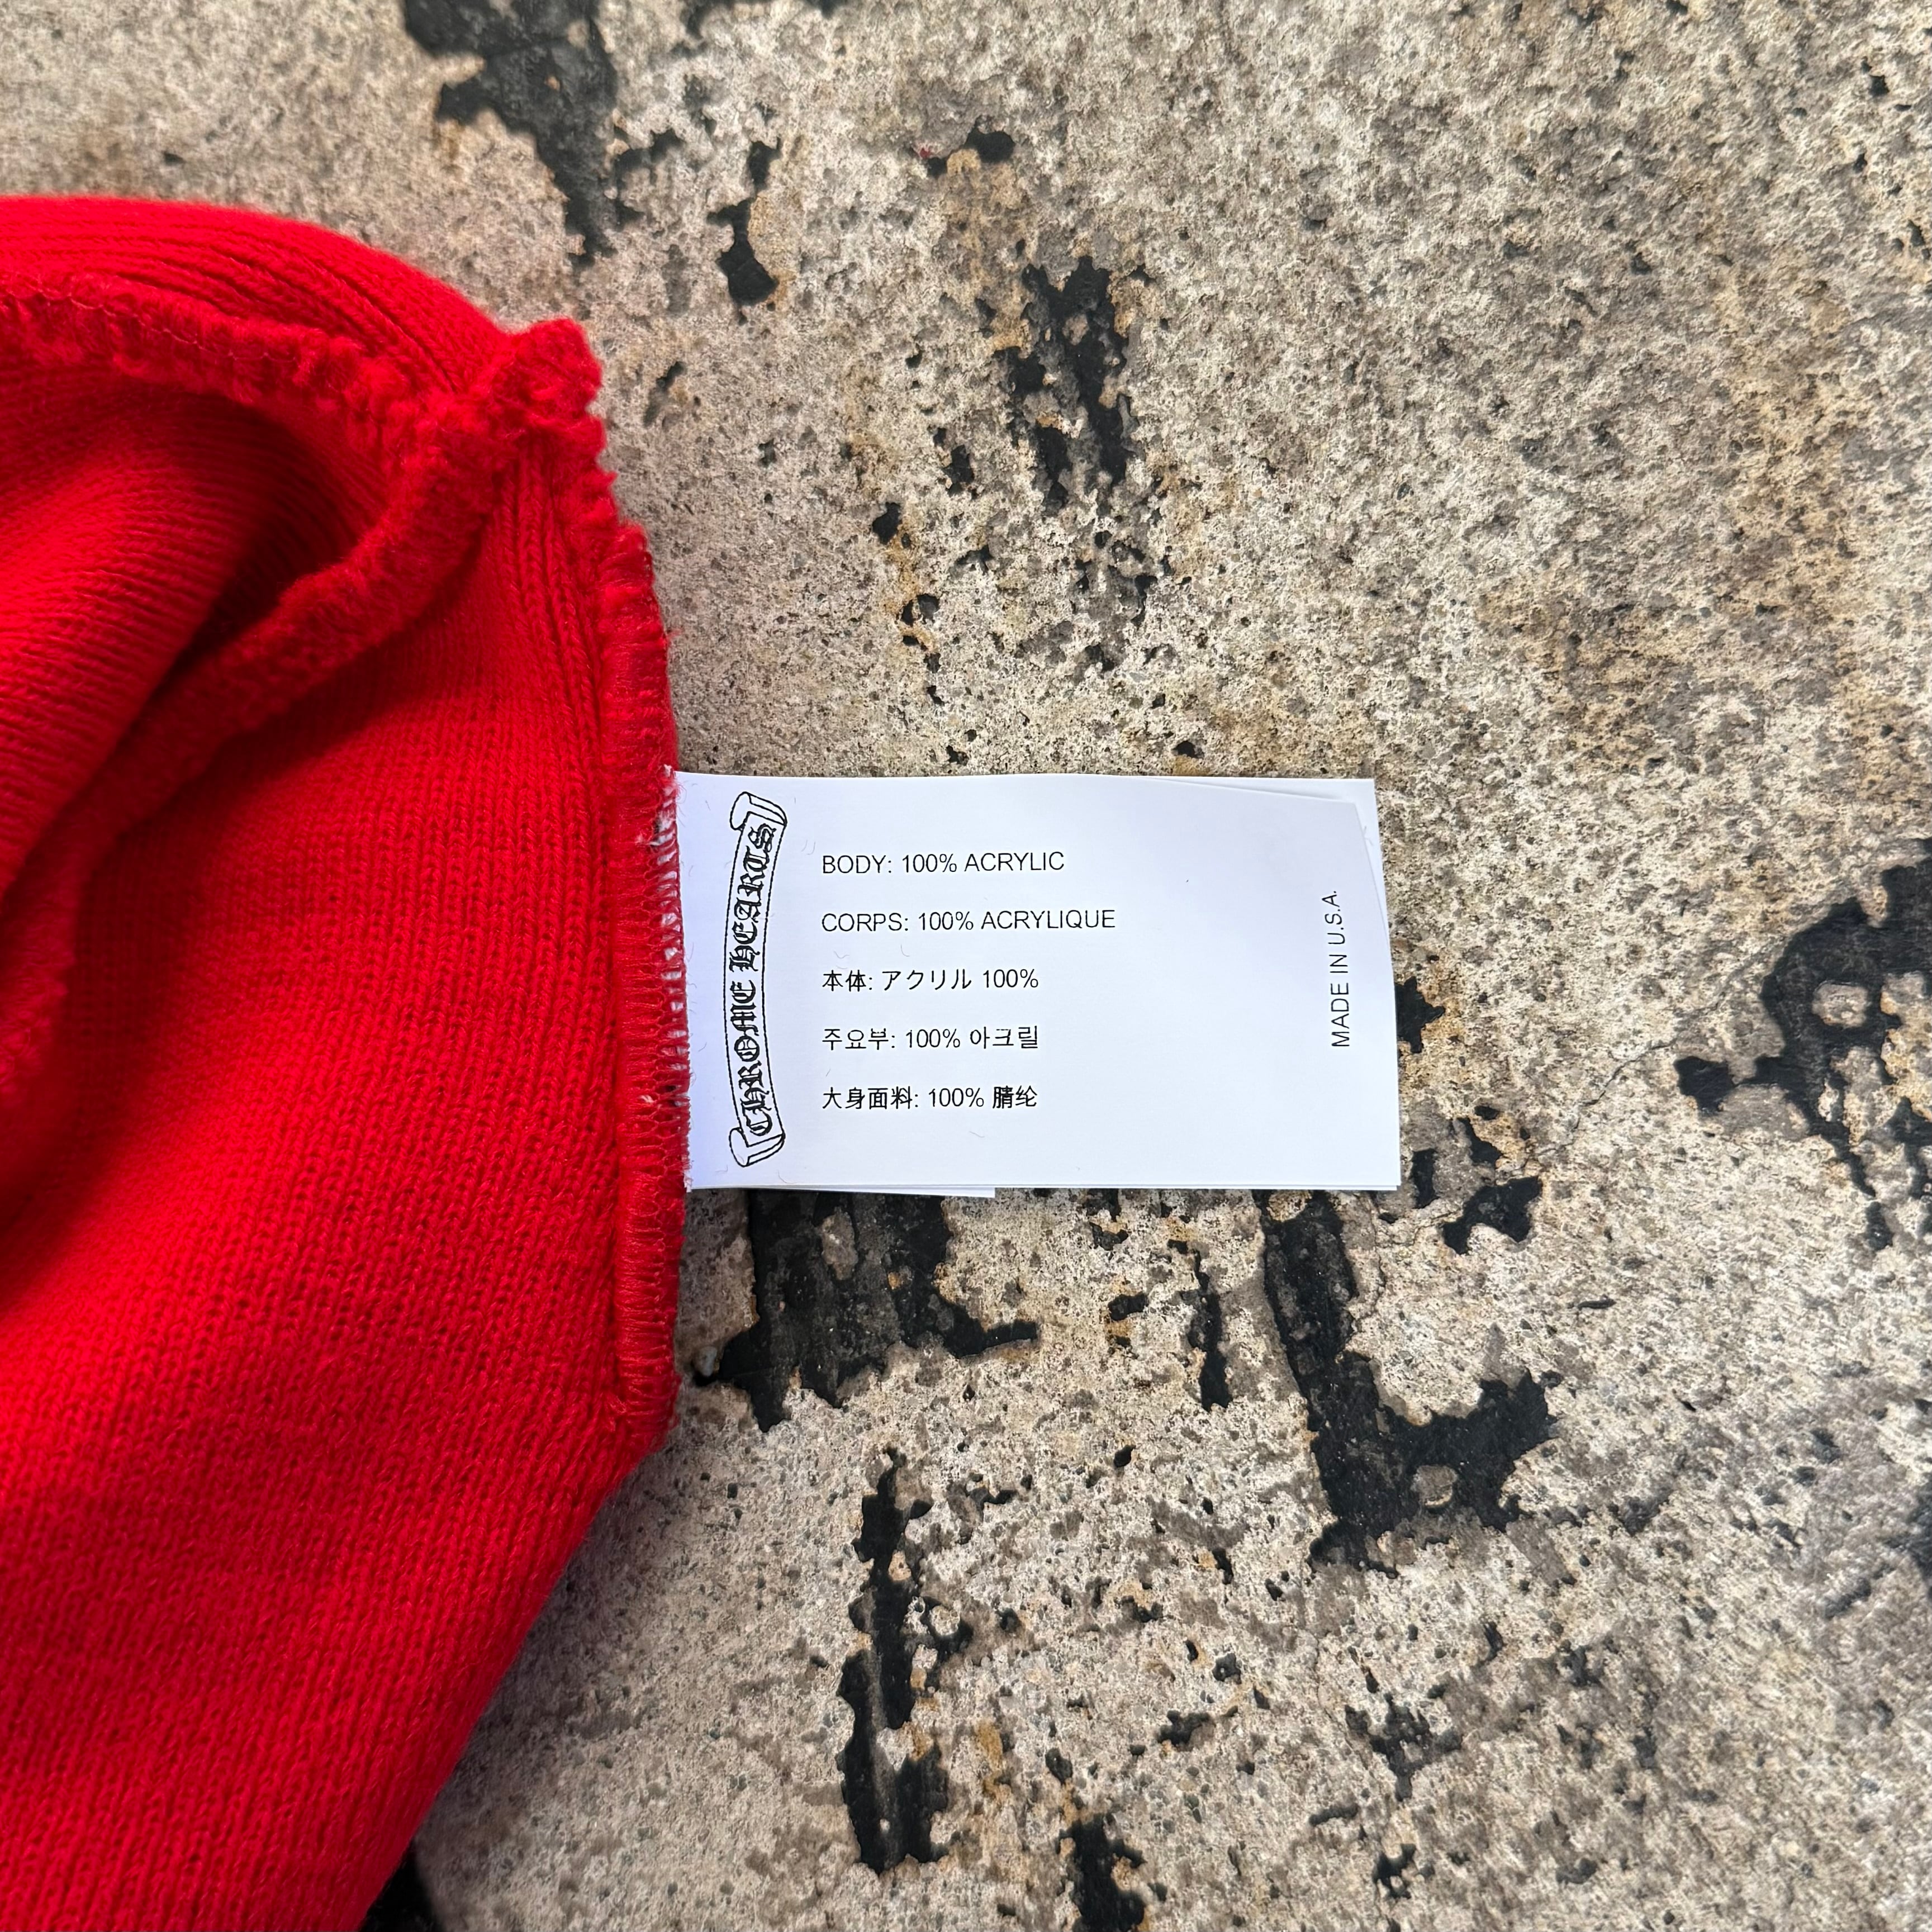 CHROME HEARTS
BODY: 100% ACRYLIC
CORPS: 100% ACRYLIQUE
本体: アクリル 100%
주요부: 100% 아크릴
大身面料: 100% 腈纶
MADE IN U.S.A.